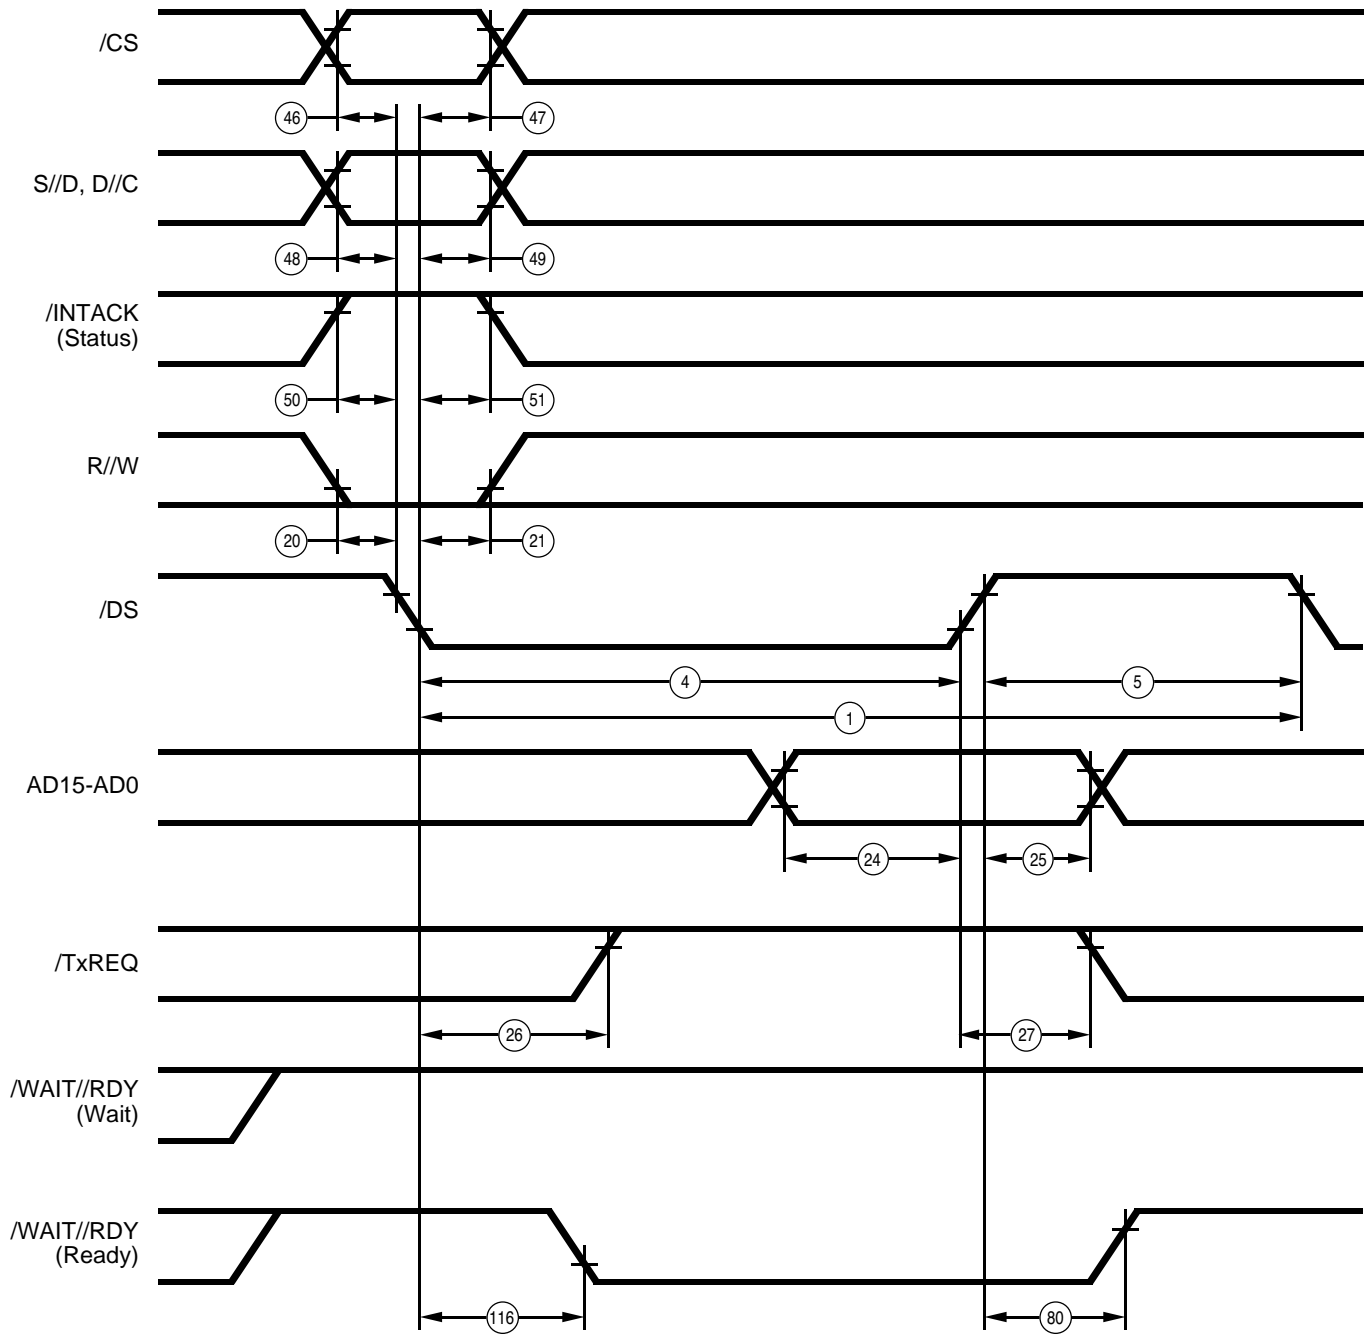 /CS
46
47
S//D, D//C
48
49
/INTACK
(Status)
50
51
R//W
20
21
/DS
4
5
1
AD15-AD0
24
25
/TxREQ
26
27
/WAIT//RDY
(Wait)
/WAIT//RDY
(Ready)
116
80